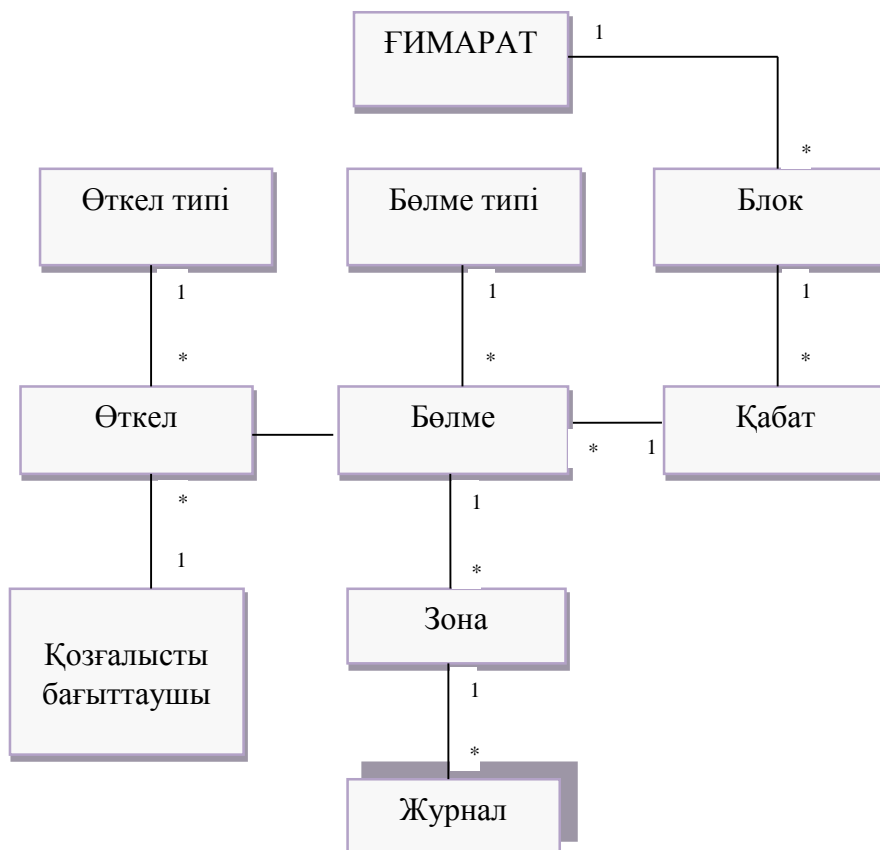 ҒИМАРАТ
1
*
Өткел типі
Бөлме типі
Блок
1
1
1
*
*
*
Өткел
Бөлме
Қабат
*
1
*
1
1
*
Зона
Қозғалысты
бағыттаушы
1
*
Журнал